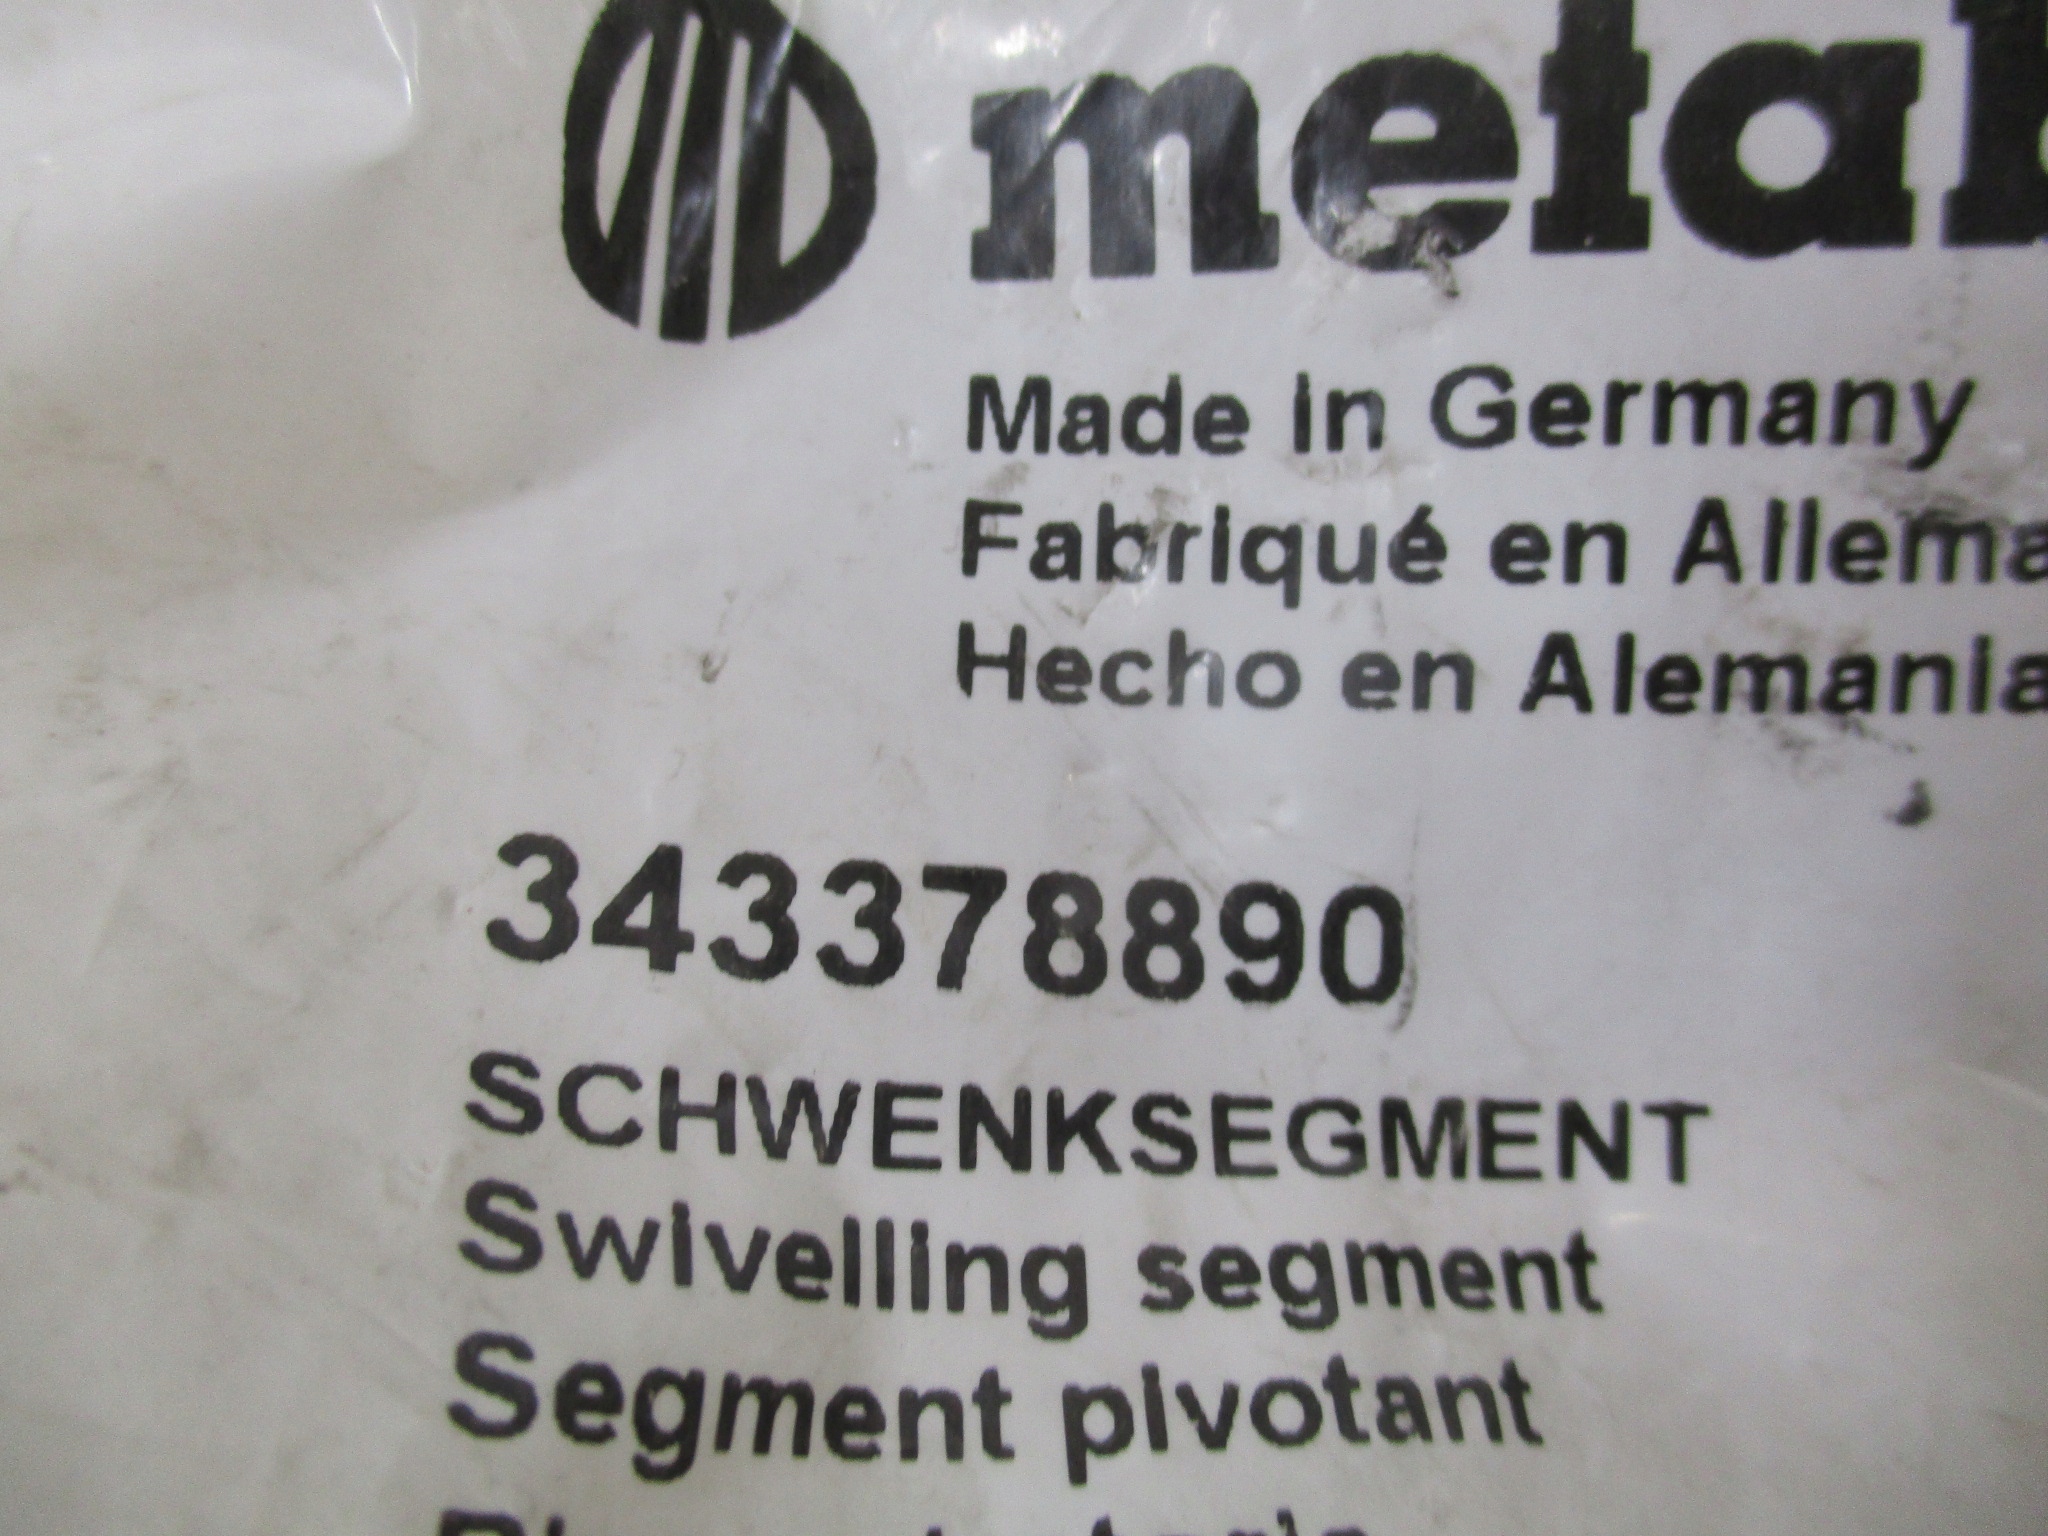 metab
Made in Germany
Fabriqué en Allema
Hecho en Alemania
343378890
SCHWENKSEGMENT
Swivelling segment
Segment pivotant